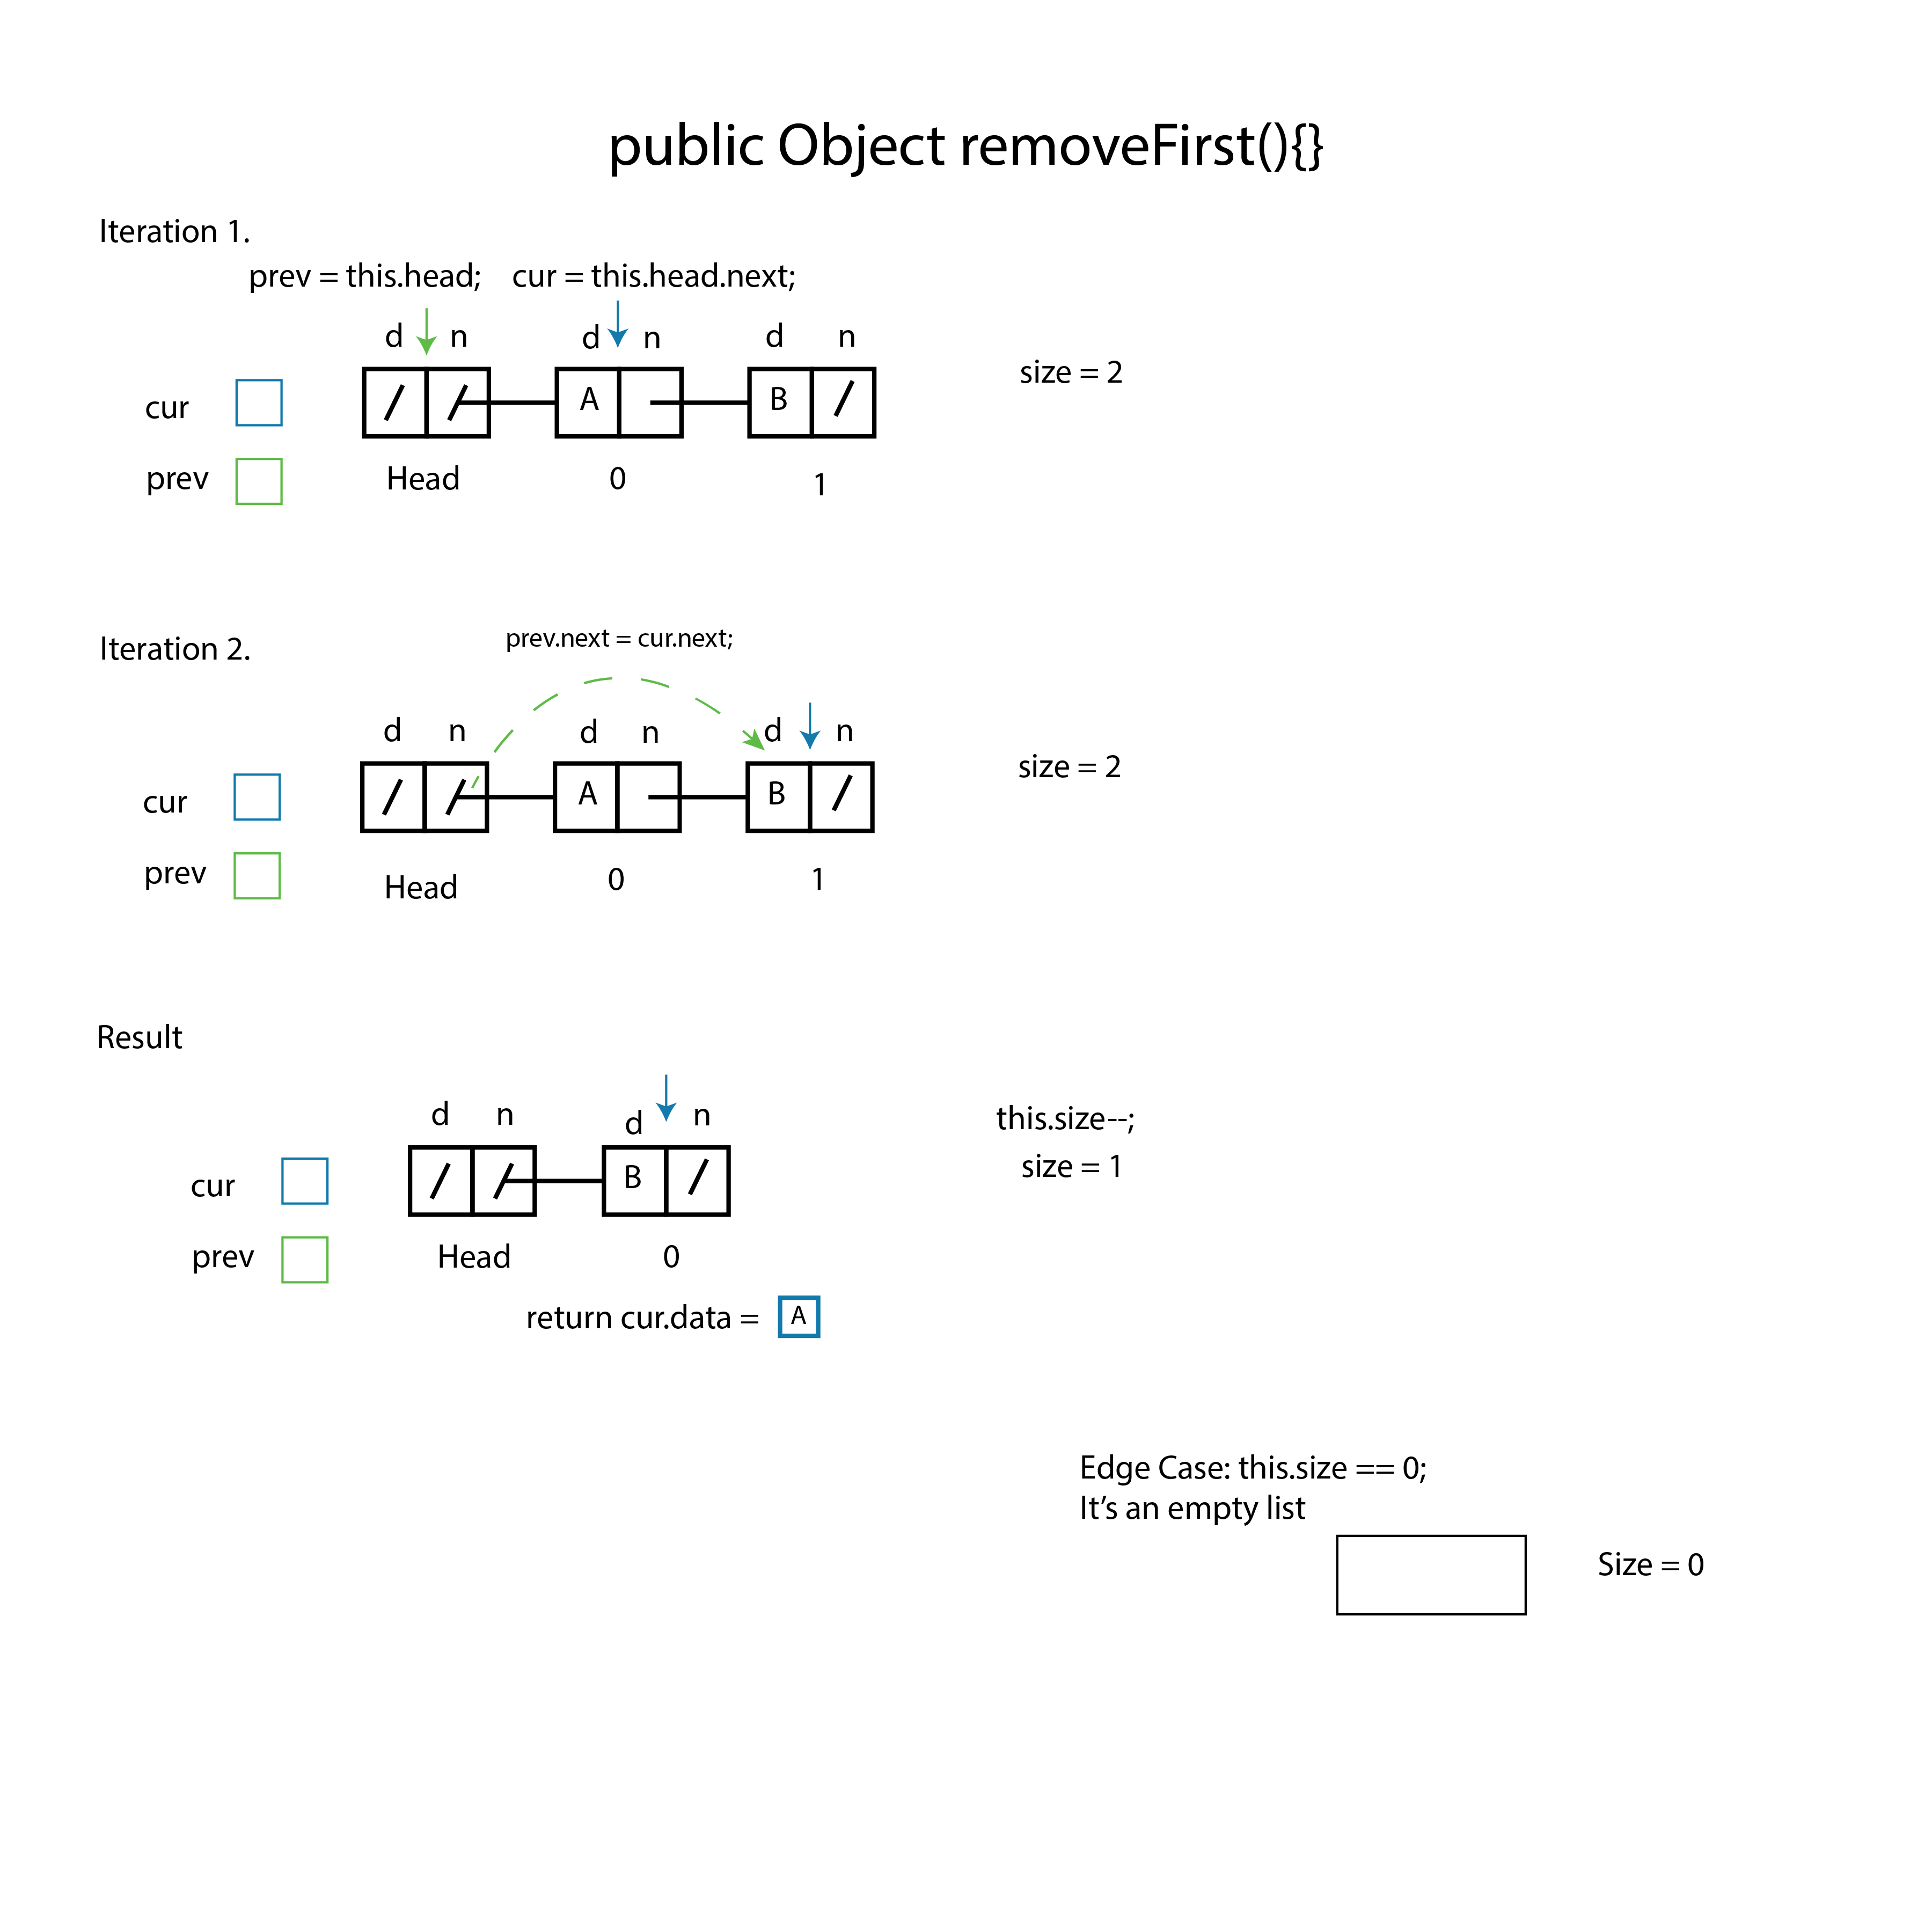 public Object removeFirst(){}
Iteration 1.
prev = this.head; cur = this.head.next;
d n d n d n
size = 2
cur A B
prev Head 0 1
Iteration 2.
prev.next = cur.next;
d n d n d n
size = 2
cur A B
prev Head 0 1
Result
d n d n
this.size--;
size = 1
cur B
prev Head 0
return cur.data = A
Edge Case: this.size == 0;
It's an empty list
Size = 0